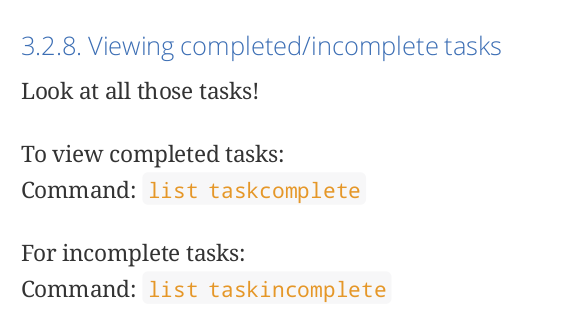 3.2.8. Viewing completed/incomplete tasks
Look at all those tasks!
To view completed tasks:
Command: list taskcomplete
For incomplete tasks:
Command: list taskincomplete